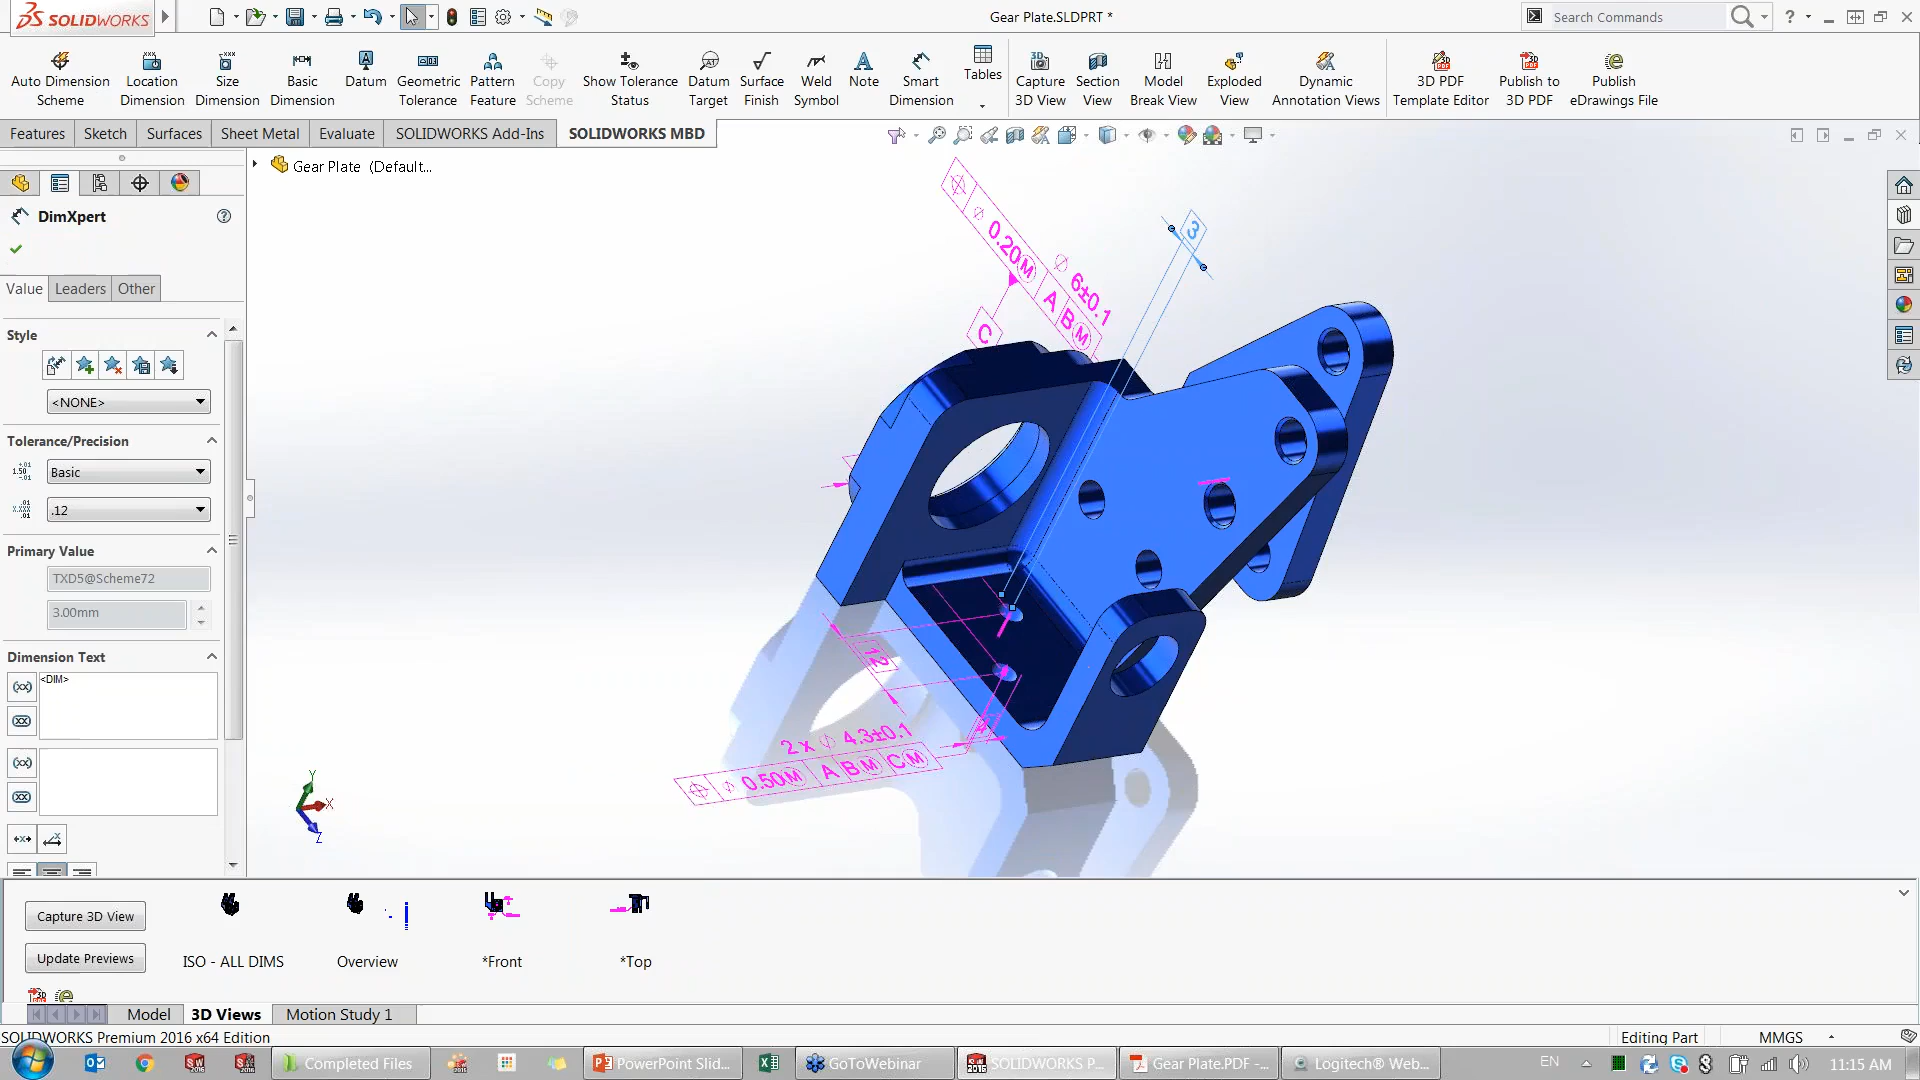 SOLIDWORKS
Gear Plate.SLDPRT *
Search Commands
?
Auto Dimension Scheme
Location Dimension
Size Dimension
Basic Dimension
Datum
Geometric Tolerance
Pattern Feature
Copy Scheme
Show Tolerance Status
Datum Target
Surface Finish
Weld Symbol
Note
Smart Dimension
Tables
Capture 3D View
Section View
Model Break View
Exploded View
Dynamic Annotation Views
3D PDF Template Editor
Publish to 3D PDF
Publish eDrawings File
Features
Sketch
Surfaces
Sheet Metal
Evaluate
SOLIDWORKS Add-Ins
SOLIDWORKS MBD
Gear Plate (Default...
DimXpert
Value
Leaders
Other
Style
<NONE>
Tolerance/Precision
Basic
.12
Primary Value
TXD5@Scheme72
3.00mm
Dimension Text
<DIM>
⌀ 0.20Ⓜ A BⓂ
⌀ 6±0.1
C
3
12
2 x ⌀ 4.3±0.1
⌀ 0.50Ⓜ A BⓂ CⓂ
Y
X
Z
Capture 3D View
Update Previews
ISO - ALL DIMS
Overview
*Front
*Top
Model
3D Views
Motion Study 1
SOLIDWORKS Premium 2016 x64 Edition
Editing Part
MMGS
Completed Files
PowerPoint Slid...
GoToWebinar
SOLIDWORKS P...
Gear Plate.PDF -...
Logitech® Web...
EN
11:15 AM